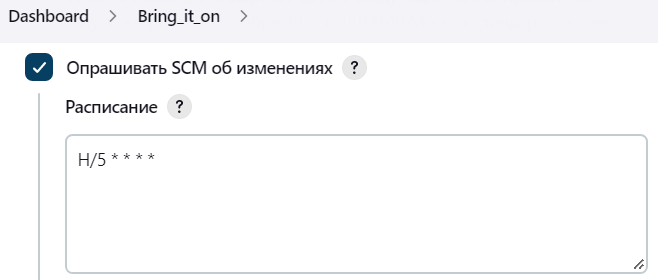 Dashboard > Bring_it_on >
Опрашивать SCM об изменениях ?
Расписание ?
H/5 * * * *